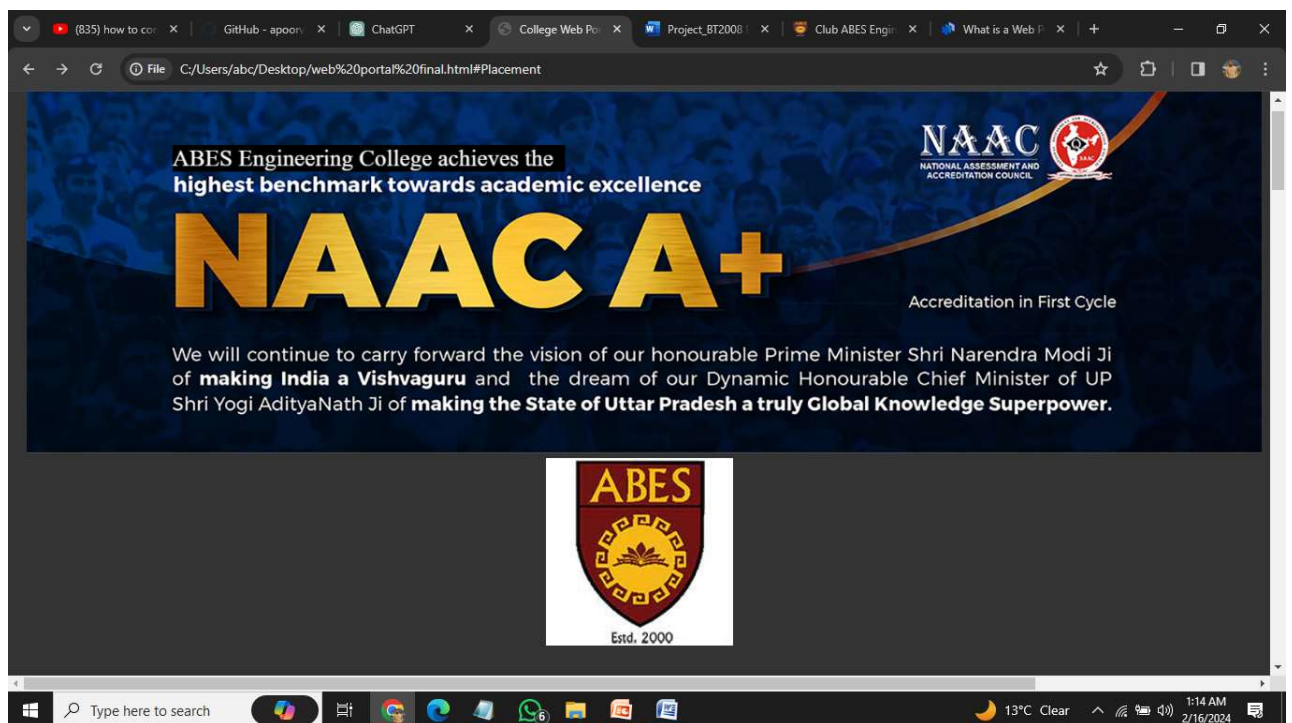 (835) how to con
GitHub - apoorv
ChatGPT
College Web Po
Project_BT2008
Club ABES Engin
What is a Web P
File C:/Users/abc/Desktop/web%20portal%20final.html#Placement
NAAC
NATIONAL ASSESSMENT AND
ACCREDITATION COUNCIL
ABES Engineering College achieves the
highest benchmark towards academic excellence
NAAC A+
Accreditation in First Cycle
We will continue to carry forward the vision of our honourable Prime Minister Shri Narendra Modi Ji
of making India a Vishvaguru and the dream of our Dynamic Honourable Chief Minister of UP
Shri Yogi AdityaNath Ji of making the State of Uttar Pradesh a truly Global Knowledge Superpower.
ABES
Estd. 2000
Type here to search
6
13°C Clear
1:14 AM
2/16/2024